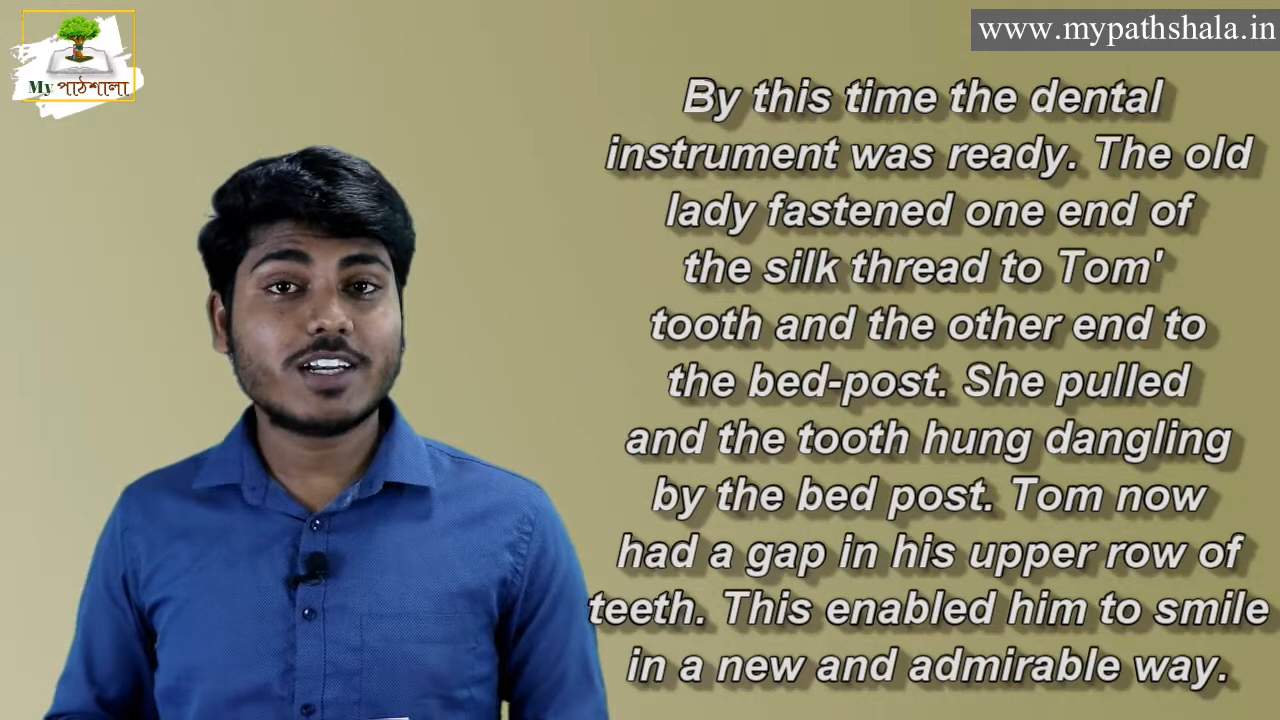 My পাঠশালা
www.mypathshala.in
By this time the dental
instrument was ready. The old
lady fastened one end of
the silk thread to Tom'
tooth and the other end to
the bed-post. She pulled
and the tooth hung dangling
by the bed post. Tom now
had a gap in his upper row of
teeth. This enabled him to smile
in a new and admirable way.